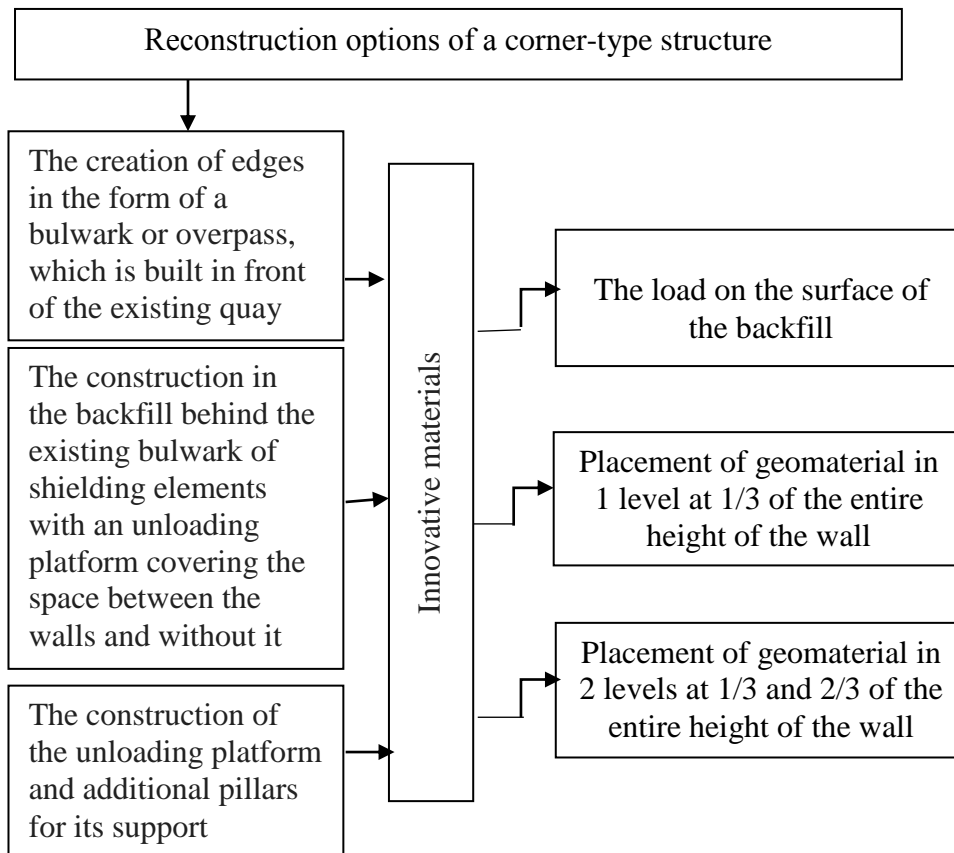 Reconstruction options of a corner-type structure
The creation of edges
in the form of a
bulwark or overpass,
which is built in front
of the existing quay
The construction in
the backfill behind the
existing bulwark of
shielding elements
with an unloading
platform covering the
space between the
walls and without it
The construction of
the unloading platform
and additional pillars
for its support
Innovative materials
The load on the surface of
the backfill
Placement of geomaterial in
1 level at 1/3 of the entire
height of the wall
Placement of geomaterial in
2 levels at 1/3 and 2/3 of the
entire height of the wall